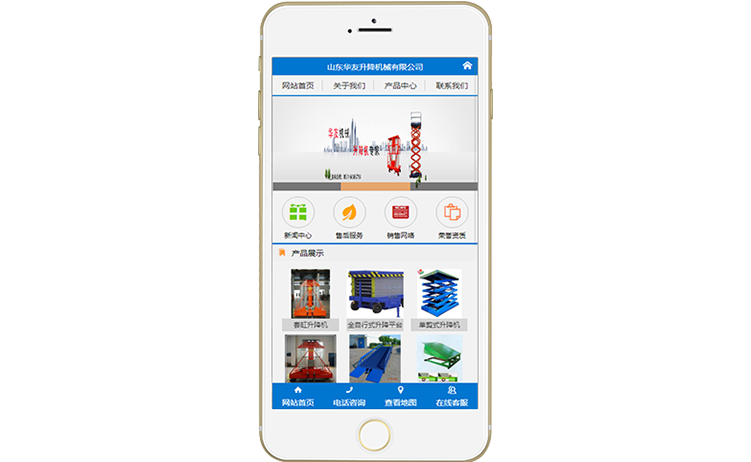 山东华友升降机械有限公司
网站首页 关于我们 产品中心 联系我们
华友机械
升降机专家
新闻中心 售后服务 销售网络 荣誉资质
产品展示
套缸升降机 全自行式升降平台 单剪式升降机
网站首页 电话咨询 查看地图 在线客服